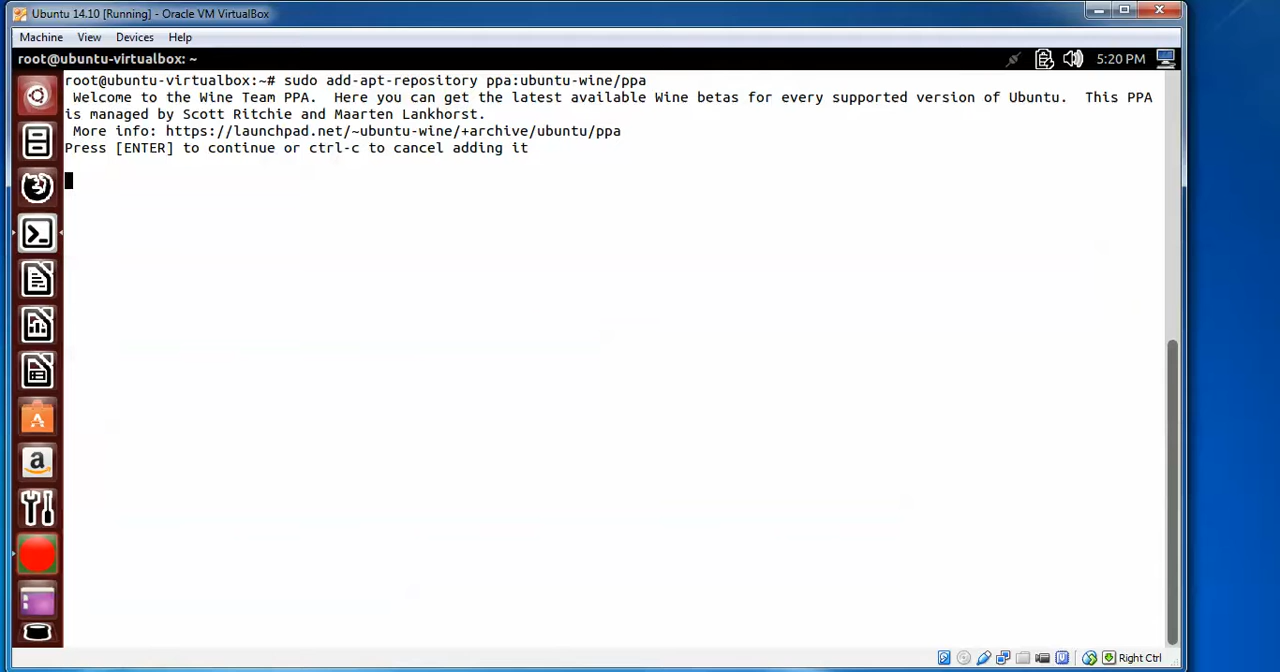 Ubuntu 14.10 [Running] - Oracle VM VirtualBox
Machine View Devices Help
root@ubuntu-virtualbox: ~
5:20 PM
root@ubuntu-virtualbox:~# sudo add-apt-repository ppa:ubuntu-wine/ppa
Welcome to the Wine Team PPA.  Here you can get the latest available Wine betas for every supported version of Ubuntu.  This PPA
is managed by Scott Ritchie and Maarten Lankhorst.
More info: https://launchpad.net/~ubuntu-wine/+archive/ubuntu/ppa
Press [ENTER] to continue or ctrl-c to cancel adding it
Right Ctrl